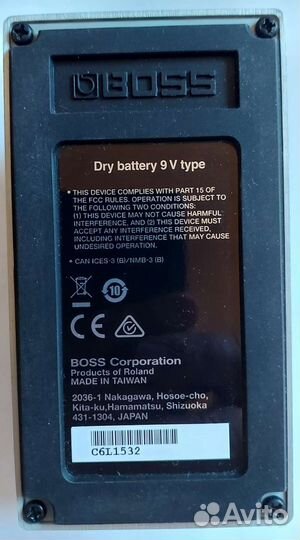 BOSS
Dry battery 9 V type
• THIS DEVICE COMPLIES WITH PART 15 OF
THE FCC RULES. OPERATION IS SUBJECT TO
THE FOLLOWING TWO CONDITIONS:
(1) THIS DEVICE MAY NOT CAUSE HARMFUL
INTERFERENCE, AND (2) THIS DEVICE MUST
ACCEPT ANY INTERFERENCE RECEIVED,
INCLUDING INTERFERENCE THAT MAY
CAUSE UNDESIRED OPERATION.
• CAN ICES-3 (B)/NMB-3 (B)
10
CE
BOSS Corporation
Products of Roland
MADE IN TAIWAN
2036-1 Nakagawa, Hosoe-cho,
Kita-ku,Hamamatsu, Shizuoka
431-1304, JAPAN
C6L1532
Avito